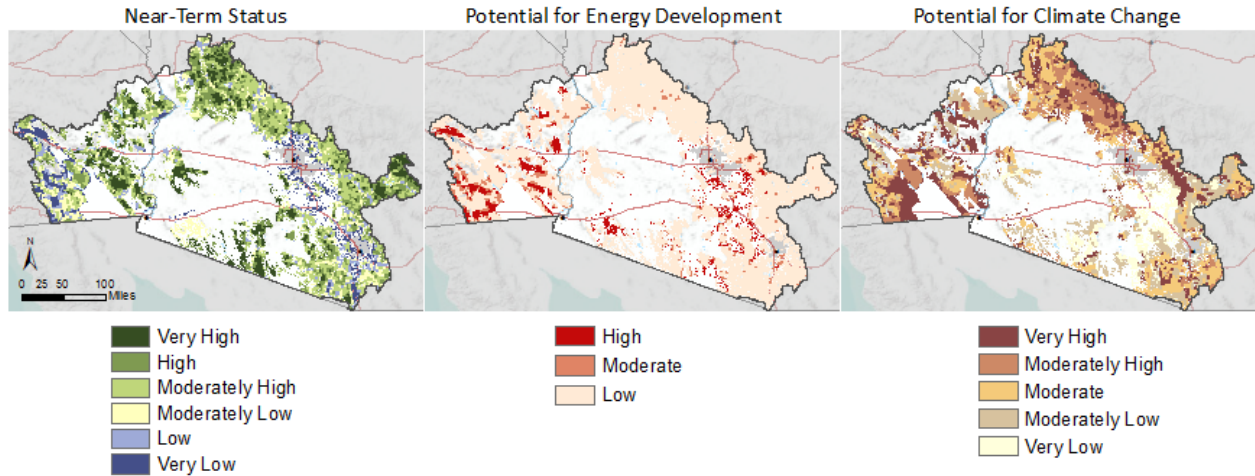 Near-Term Status
Potential for Energy Development
Potential for Climate Change
N
0 25 50 100
Miles
Very High
High
Moderately High
Moderately Low
Low
Very Low
High
Moderate
Low
Very High
Moderately High
Moderate
Moderately Low
Very Low